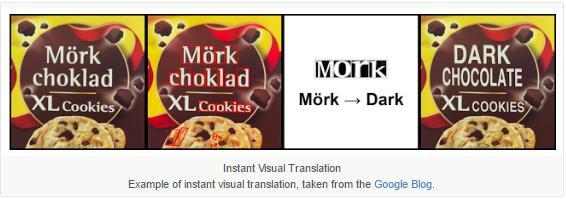 Mörk
choklad
XL Cookies
Mörk
choklad
XL Cookies
Mörk
Mörk → Dark
DARK
CHOCOLATE
XL COOKIES
Instant Visual Translation
Example of instant visual translation, taken from the Google Blog.